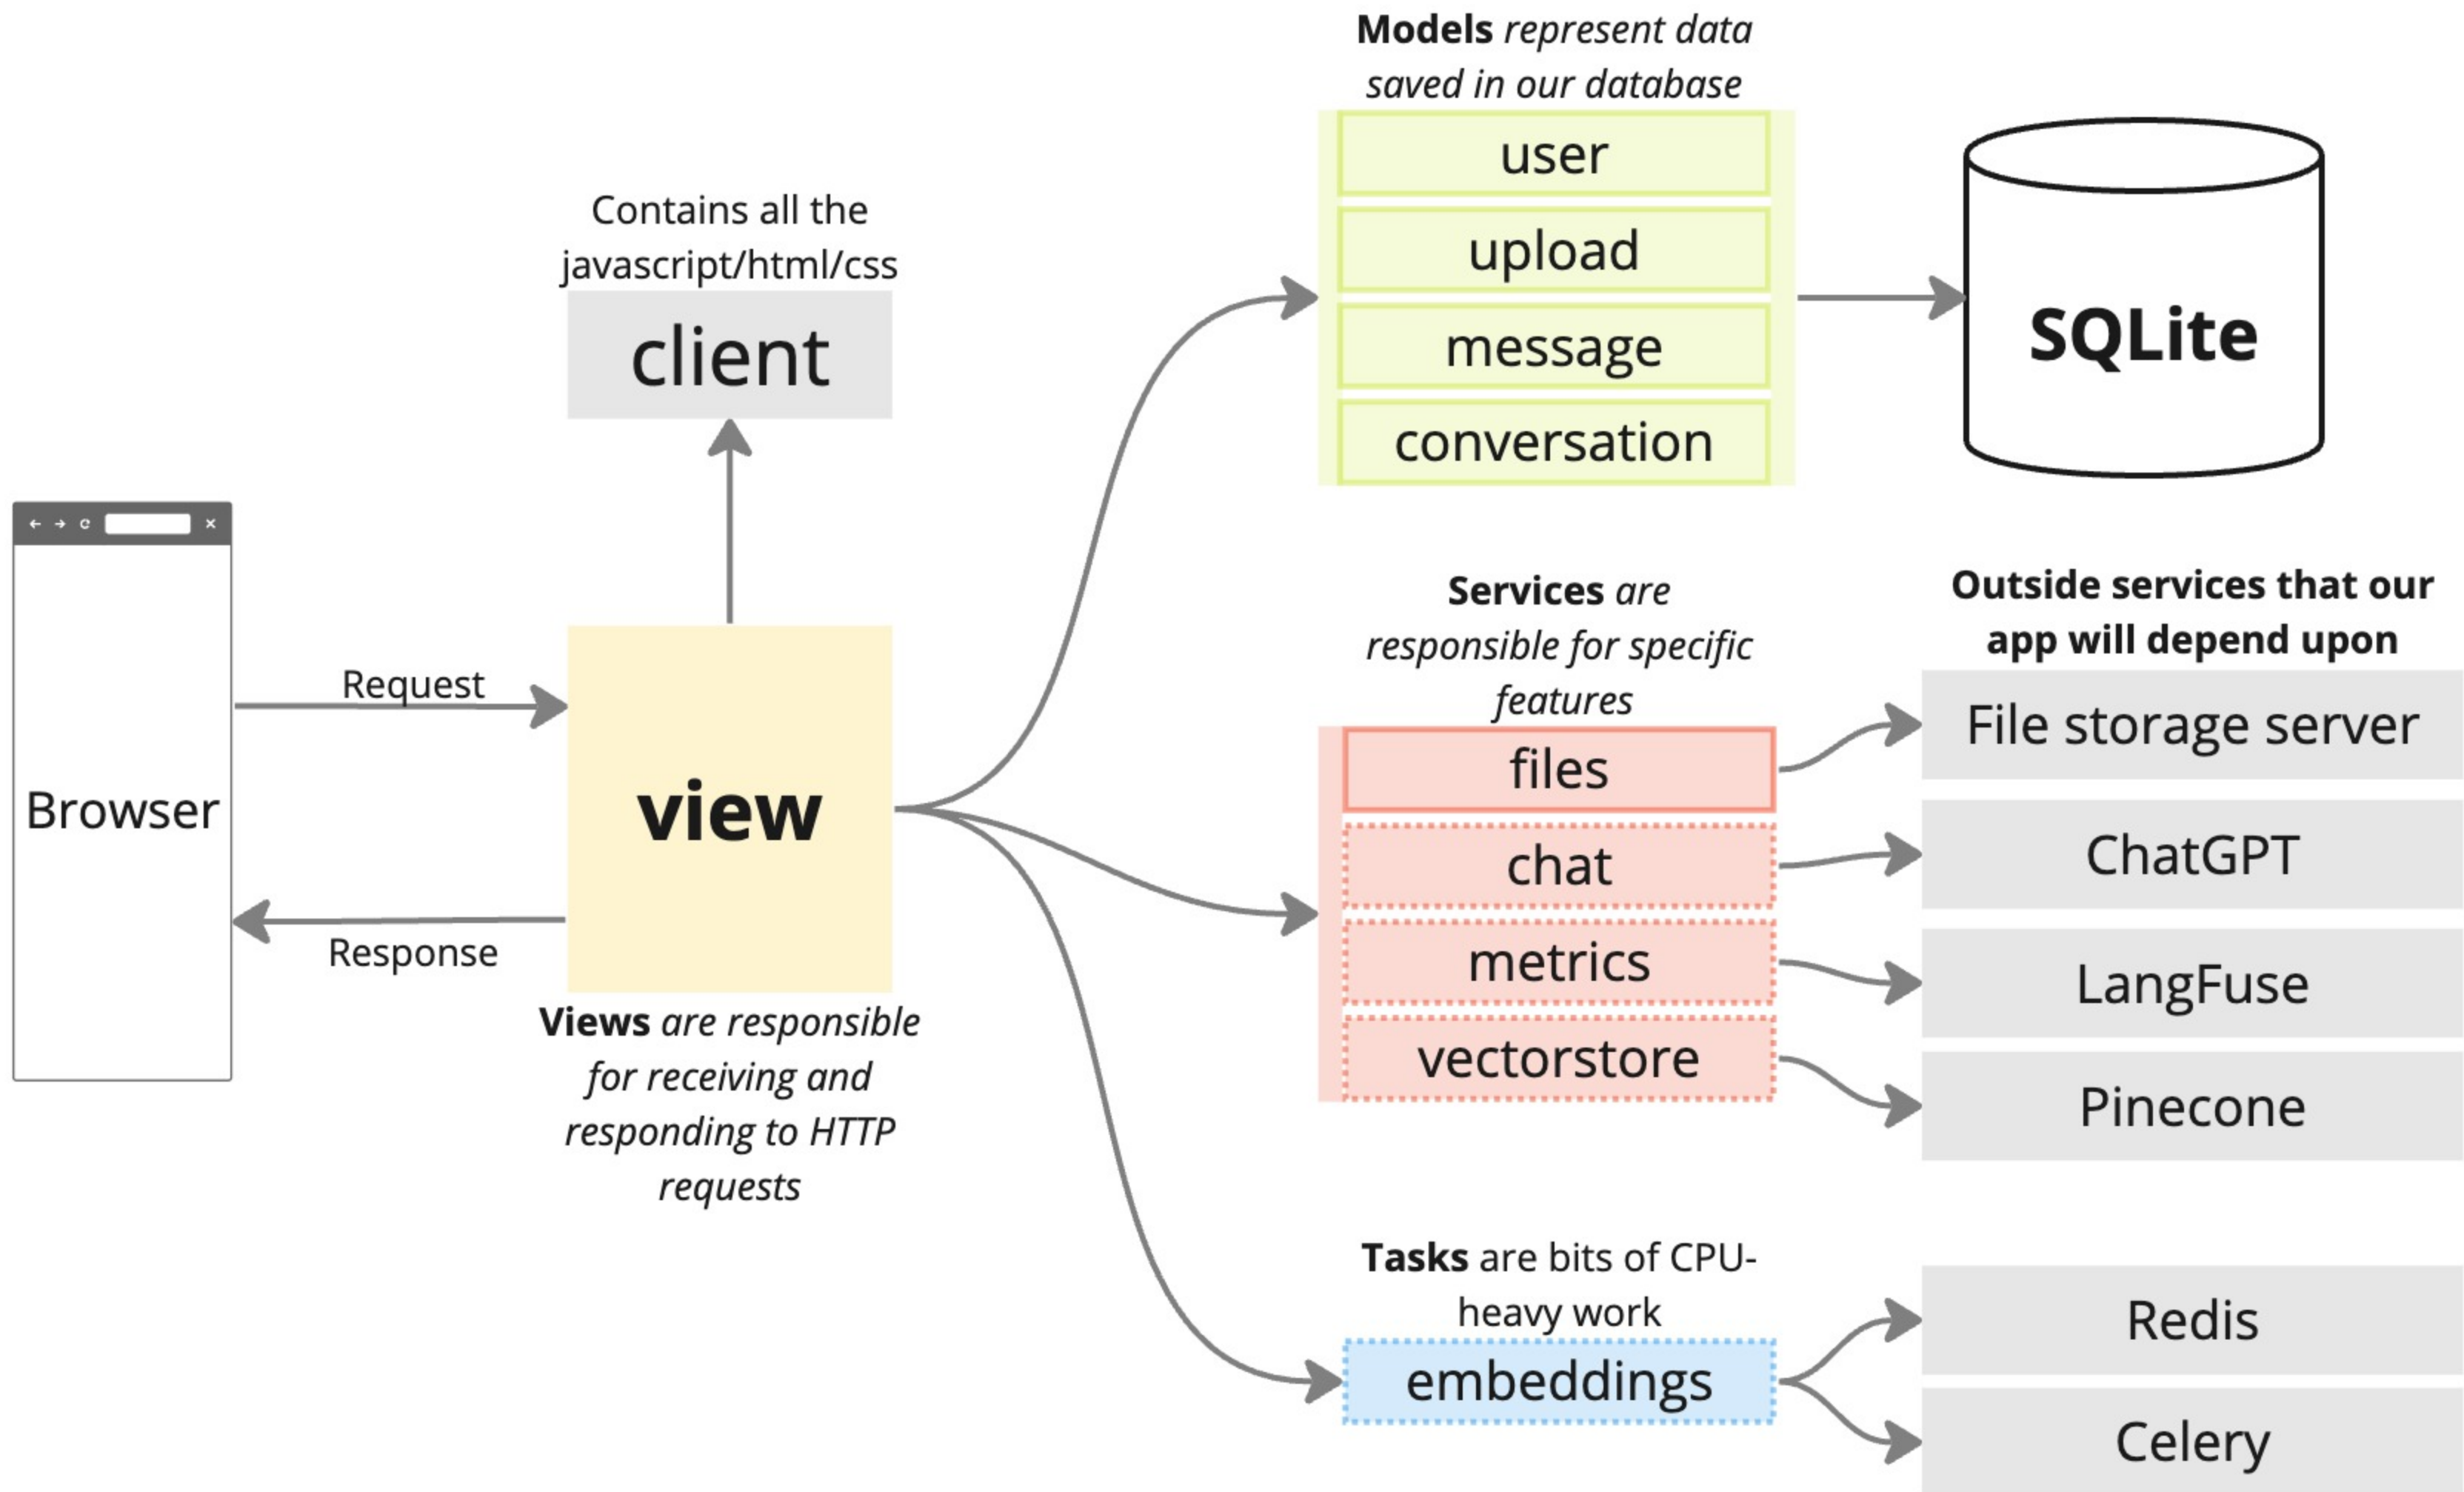 Models represent data
saved in our database
user
upload
message
conversation
SQLite
Contains all the
javascript/html/css
client
Browser
Request
Response
view
Views are responsible
for receiving and
responding to HTTP
requests
Services are
responsible for specific
features
files
chat
metrics
vectorstore
Outside services that our
app will depend upon
File storage server
ChatGPT
LangFuse
Pinecone
Tasks are bits of CPU-
heavy work
embeddings
Redis
Celery